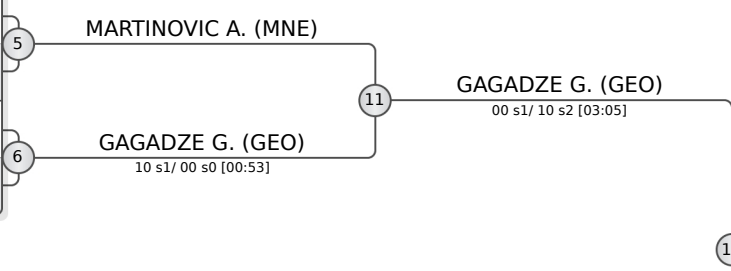 MARTINOVIC A. (MNE)
5
GAGADZE G. (GEO)
11
00 s1/ 10 s2 [03:05]
GAGADZE G. (GEO)
6
10 s1/ 00 s0 [00:53]